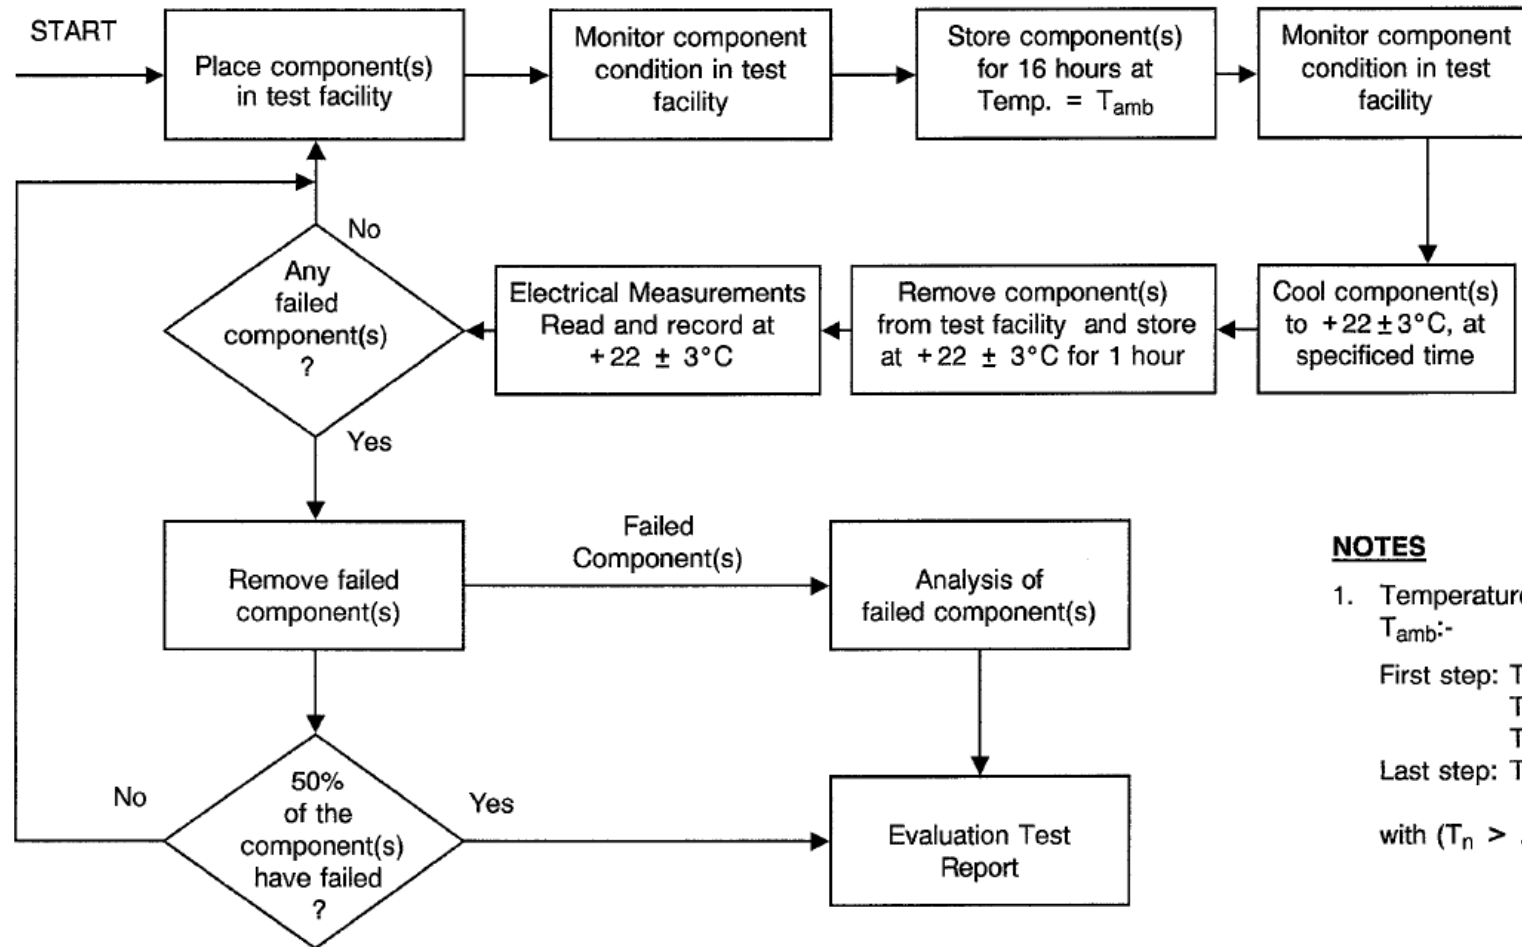 START
Place component(s)
in test facility
Monitor component
condition in test
facility
Store component(s)
for 16 hours at
Temp. = Tamb
Monitor component
condition in test
facility
Cool component(s)
to +22±3°C, at
specificed time
Remove component(s)
from test facility and store
at +22 ± 3°C for 1 hour
Electrical Measurements
Read and record at
+22 ± 3°C
Any
failed
component(s)
?
No
Yes
Remove failed
component(s)
Failed
Component(s)
Analysis of
failed component(s)
50%
of the
component(s)
have failed
?
No
Yes
Evaluation Test
Report
NOTES
1. Temperature
Tamb:-
First step: T
T
T
Last step: T
with (Tn >